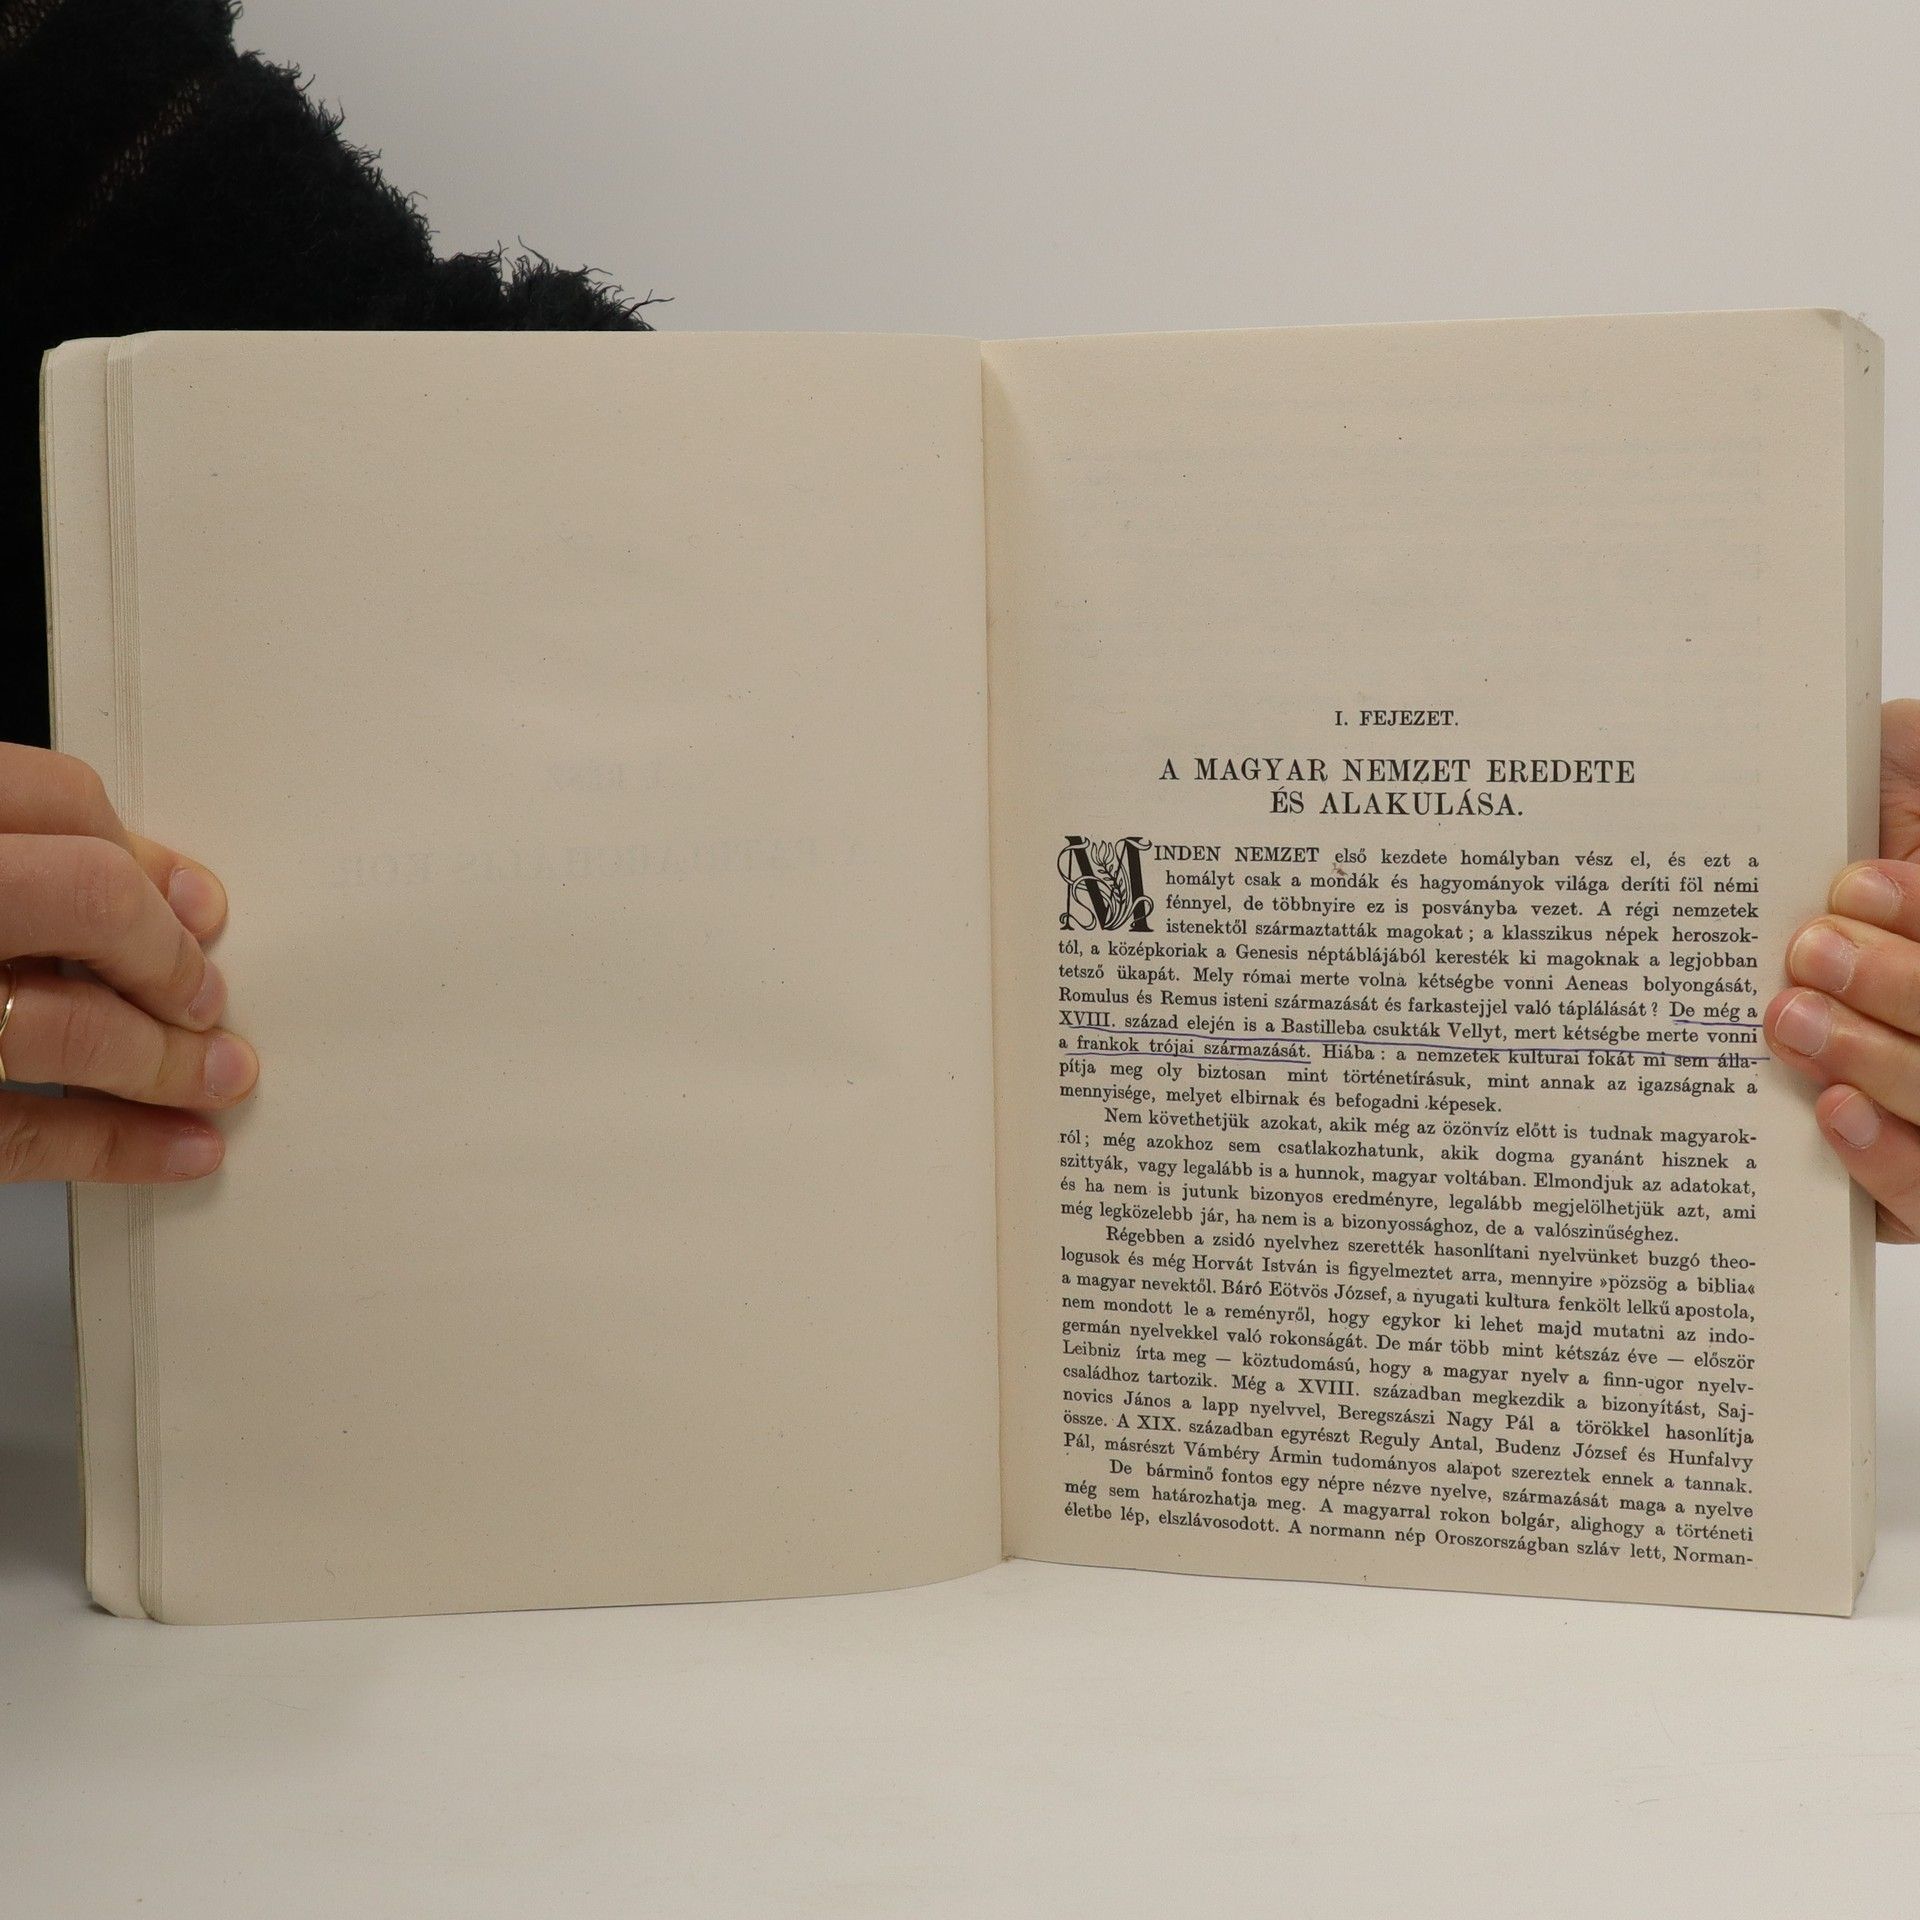 I. FEJEZET.
A MAGYAR NEMZET EREDETE
ÉS ALAKULÁSA.
MINDEN NEMZET első kezdete homályban vész el, és ezt a
homályt csak a mondák és hagyományok világa deríti föl némi
fénnyel, de többnyire ez is posványba vezet. A régi nemzetek
istenektől származtatták magokat ; a klasszikus népek heroszok-
tól, a középkoriak a Genesis néptáblájából keresték ki magoknak a legjobban
tetsző ükapát. Mely római merte volna kétségbe vonni Aeneas bolyongását,
Romulus és Remus isteni származását és farkastejjel való táplálását ? De még a
XVIII. század elején is a Bastilleba csukták Vellyt, mert kétségbe merte vonni
a frankok trójai származását. Hiába : a nemzetek kulturai fokát mi sem álla-
pítja meg oly biztosan mint történetírásuk, mint annak az igazságnak a
mennyisége, melyet elbirnak és befogadni képesek.
Nem követhetjük azokat, akik még az özönvíz előtt is tudnak magyarok-
ról ; még azokhoz sem csatlakozhatunk, akik dogma gyanánt hisznek a
szittyák, vagy legalább is a hunnok, magyar voltában. Elmondjuk az adatokat,
és ha nem is jutunk bizonyos eredményre, legalább megjelölhetjük azt, ami
még legközelebb jár, ha nem is a bizonyossághoz, de a valószinűséghez.
Régebben a zsidó nyelvhez szerették hasonlítani nyelvünket buzgó theo-
logusok és még Horvát István is figyelmeztet arra, mennyire »pözsög a biblia«
a magyar nevektől. Báró Eötvös József, a nyugati kultura fenkölt lelkű apostola,
nem mondott le a reményről, hogy egykor ki lehet majd mutatni az indo-
germán nyelvekkel való rokonságát. De már több mint kétszáz éve — először
Leibniz írta meg — köztudomású, hogy a magyar nyelv a finn-ugor nyelv-
családhoz tartozik. Még a XVIII. században megkezdik a bizonyítást, Saj-
novics János a lapp nyelvvel, Beregszászi Nagy Pál a törökkel hasonlítja
össze. A XIX. században egyrészt Reguly Antal, Budenz József és Hunfalvy
Pál, másrészt Vámbéry Ármin tudományos alapot szereztek ennek a tannak.
De bárminő fontos egy népre nézve nyelve, származását maga a nyelve
még sem határozhatja meg. A magyarral rokon bolgár, alighogy a történeti
életbe lép, elszlávosodott. A normann nép Oroszországban szláv lett, Norman-